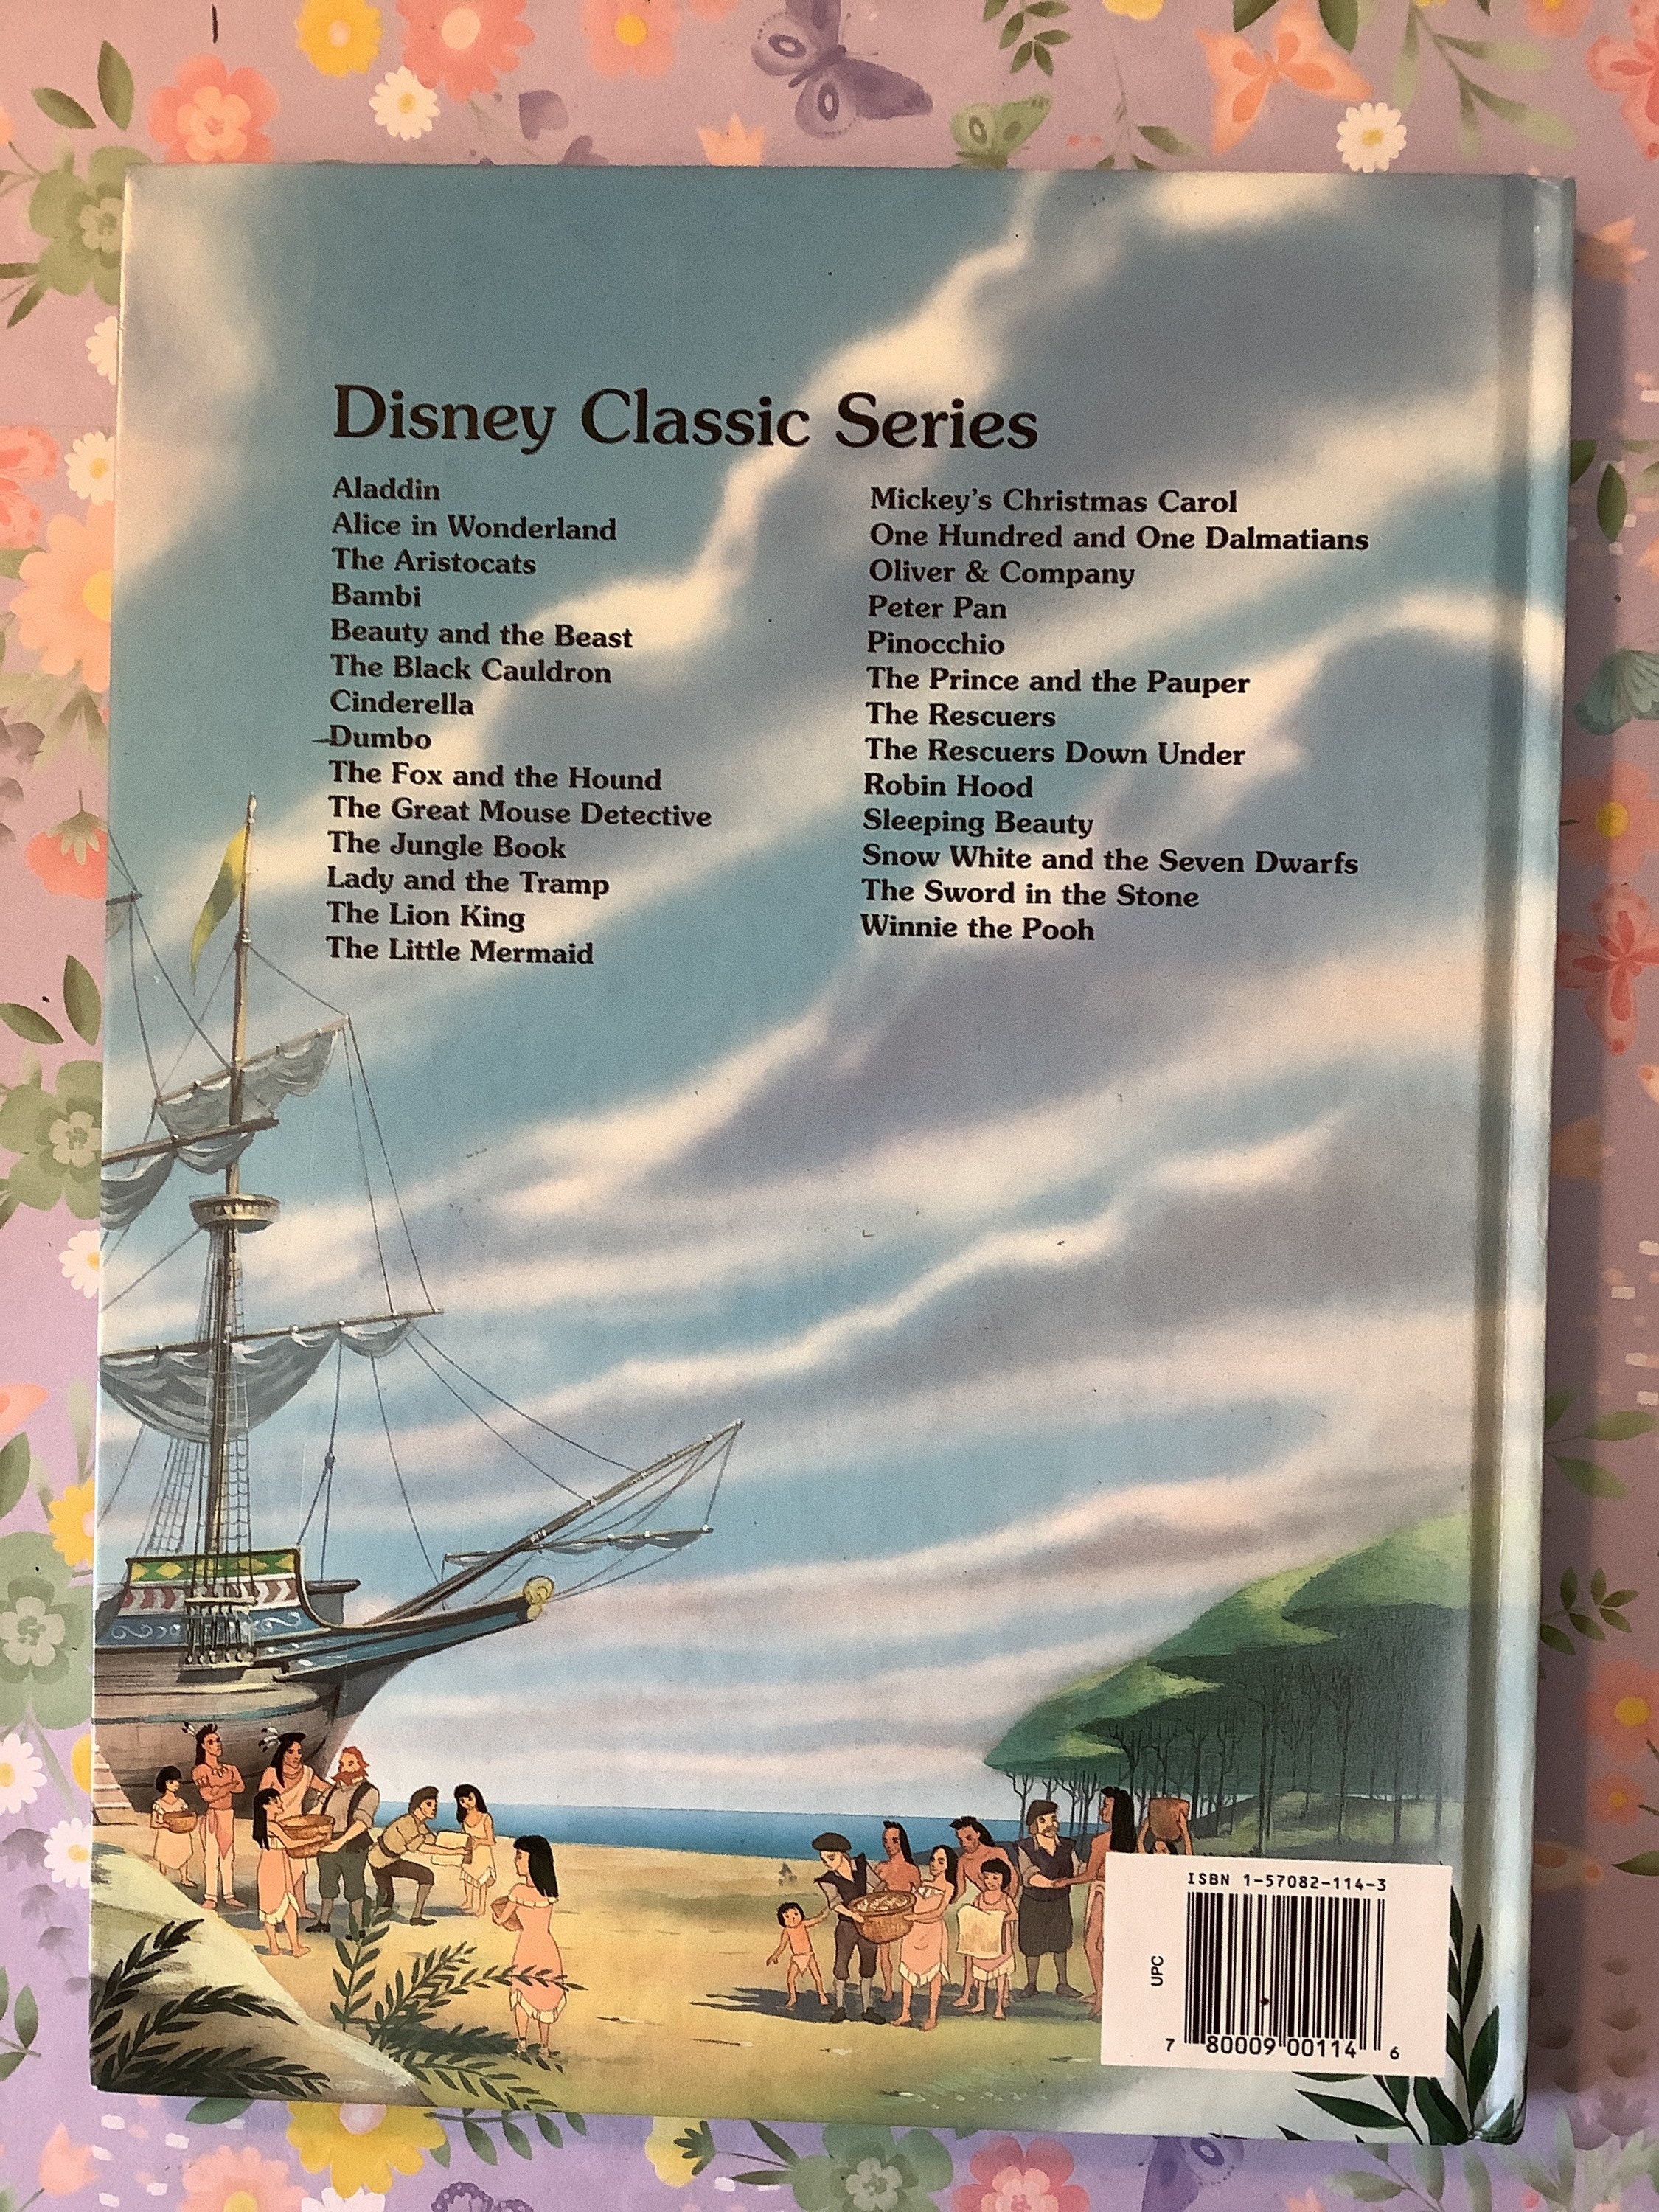 Disney Classic Series
Aladdin
Alice in Wonderland
The Aristocats
Bambi
Beauty and the Beast
The Black Cauldron
Cinderella
Dumbo
The Fox and the Hound
The Great Mouse Detective
The Jungle Book
Lady and the Tramp
The Lion King
The Little Mermaid
Mickey's Christmas Carol
One Hundred and One Dalmatians
Oliver & Company
Peter Pan
Pinocchio
The Prince and the Pauper
The Rescuers
The Rescuers Down Under
Robin Hood
Sleeping Beauty
Snow White and the Seven Dwarfs
The Sword in the Stone
Winnie the Pooh
ISBN 1-57082-114-3
UPC
7 80009 00114 6